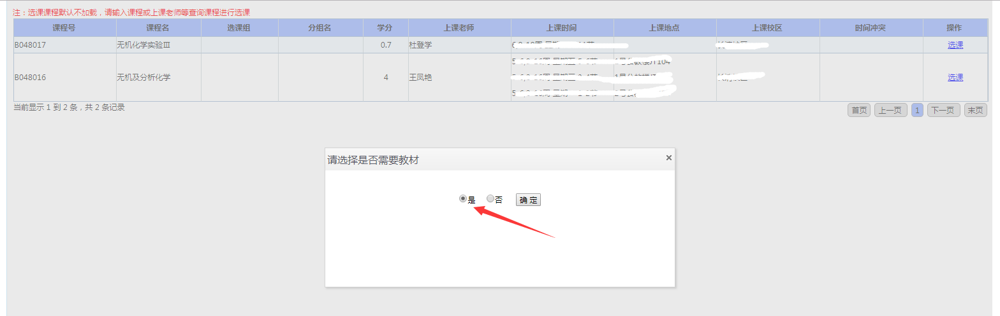 注：选课课程默认不加载，请输入课程或上课老师等查询课程进行选课
课程号 课程名 选课组 分组名 学分 上课老师 上课时间 上课地点 上课校区 时间冲突 操作
B048017 无机化学实验Ⅲ 0.7 杜登学 选课
B048016 无机及分析化学 4 王凤艳 选课
当前显示 1 到 2 条，共 2 条记录
首页 上一页 1 下一页 末页
请选择是否需要教材
是 否 确 定